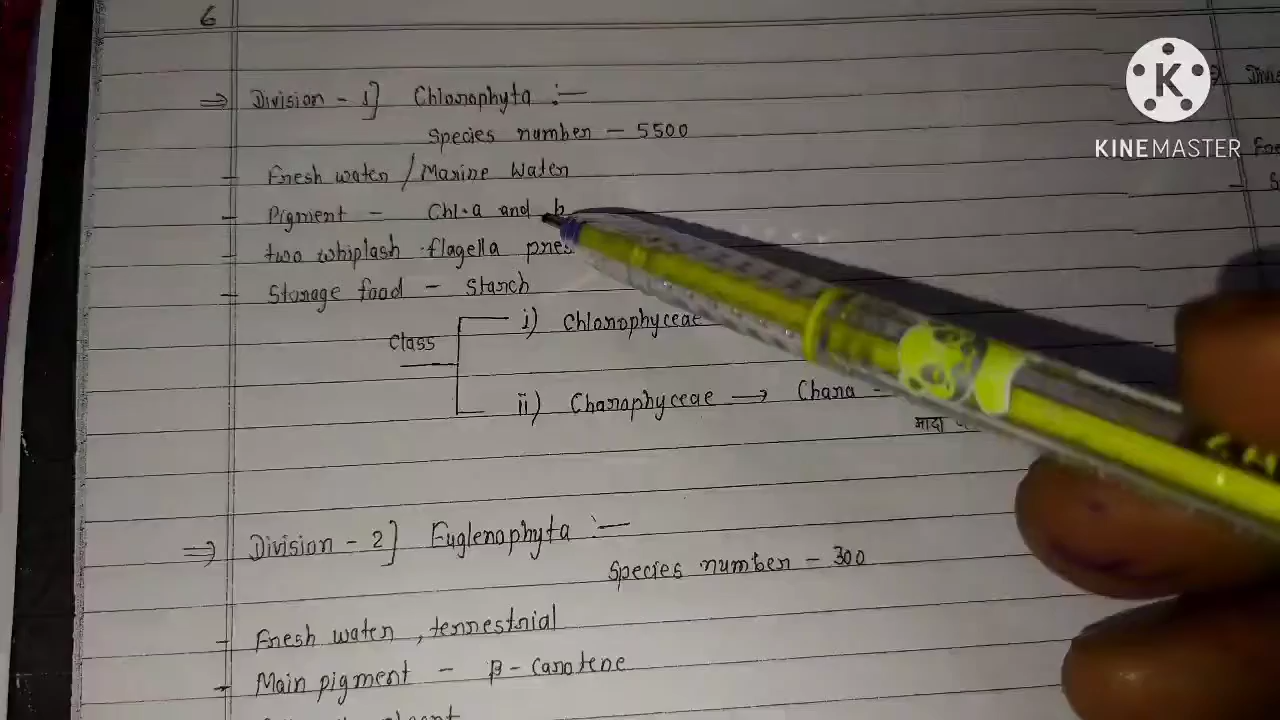 6
⇒ Division - 1] Chlorophyta :-
Species number - 5500
- Fresh water / Marine Water
- Pigment - Chl.a and b
- two whiplash flagella pres
- Storage food - Starch
Class
i) Chlorophyceae
ii) Charophyceae → Chara -
मादा
⇒ Division - 2] Euglenophyta :-
Species number - 300
- Fresh water, terrestrial
- Main pigment - β-carotene
KINEMASTER